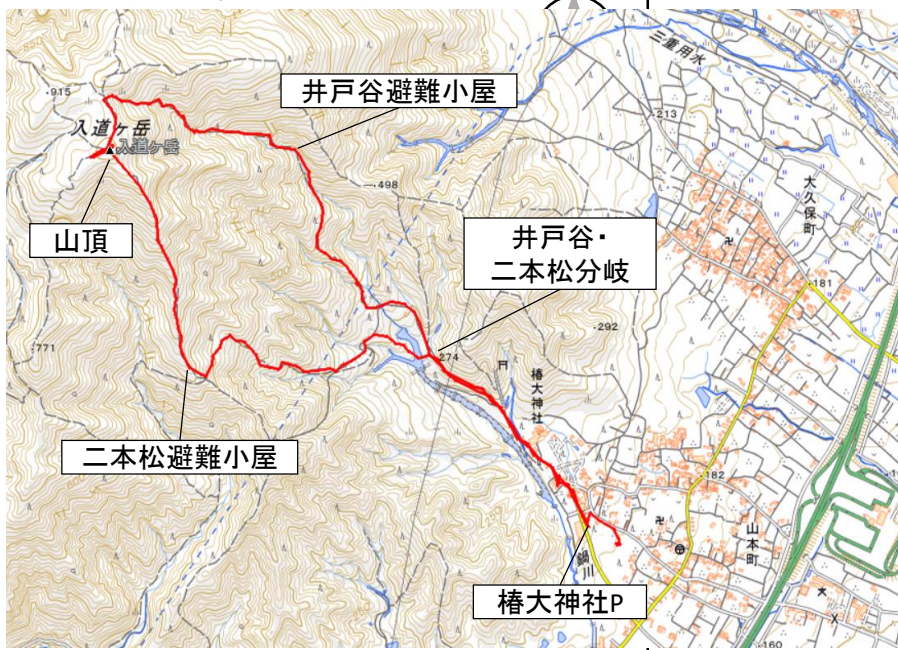 三重用水
915
井戸谷避難小屋
213
入道ヶ岳
入道ヶ岳
大久保町
498
山頂
井戸谷・
二本松分岐
181
771
274
292
椿大神社
二本松避難小屋
182
山本町
鍋川
椿大神社P
160